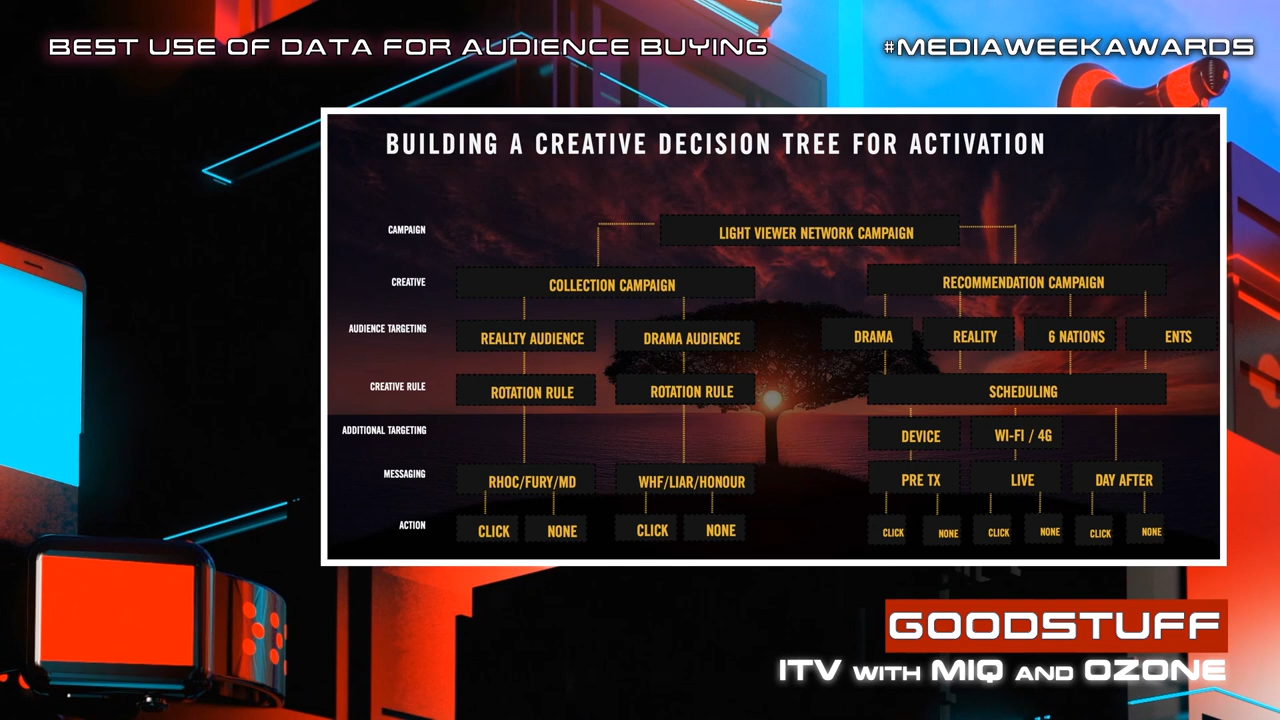 BEST USE OF DATA FOR AUDIENCE BUYING
#MEDIAWEEKAWARDS
BUILDING A CREATIVE DECISION TREE FOR ACTIVATION
CAMPAIGN
LIGHT VIEWER NETWORK CAMPAIGN
CREATIVE
COLLECTION CAMPAIGN
RECOMMENDATION CAMPAIGN
AUDIENCE TARGETING
REALLTY AUDIENCE
DRAMA AUDIENCE
DRAMA
REALITY
6 NATIONS
ENTS
CREATIVE RULE
ROTATION RULE
ROTATION RULE
SCHEDULING
ADDITIONAL TARGETING
DEVICE
WI-FI / 4G
MESSAGING
RHOC/FURY/MD
WHF/LIAR/HONOUR
PRE TX
LIVE
DAY AFTER
ACTION
CLICK
NONE
CLICK
NONE
CLICK
NONE
CLICK
NONE
CLICK
NONE
GOODSTUFF
ITV WITH MIQ AND OZONE